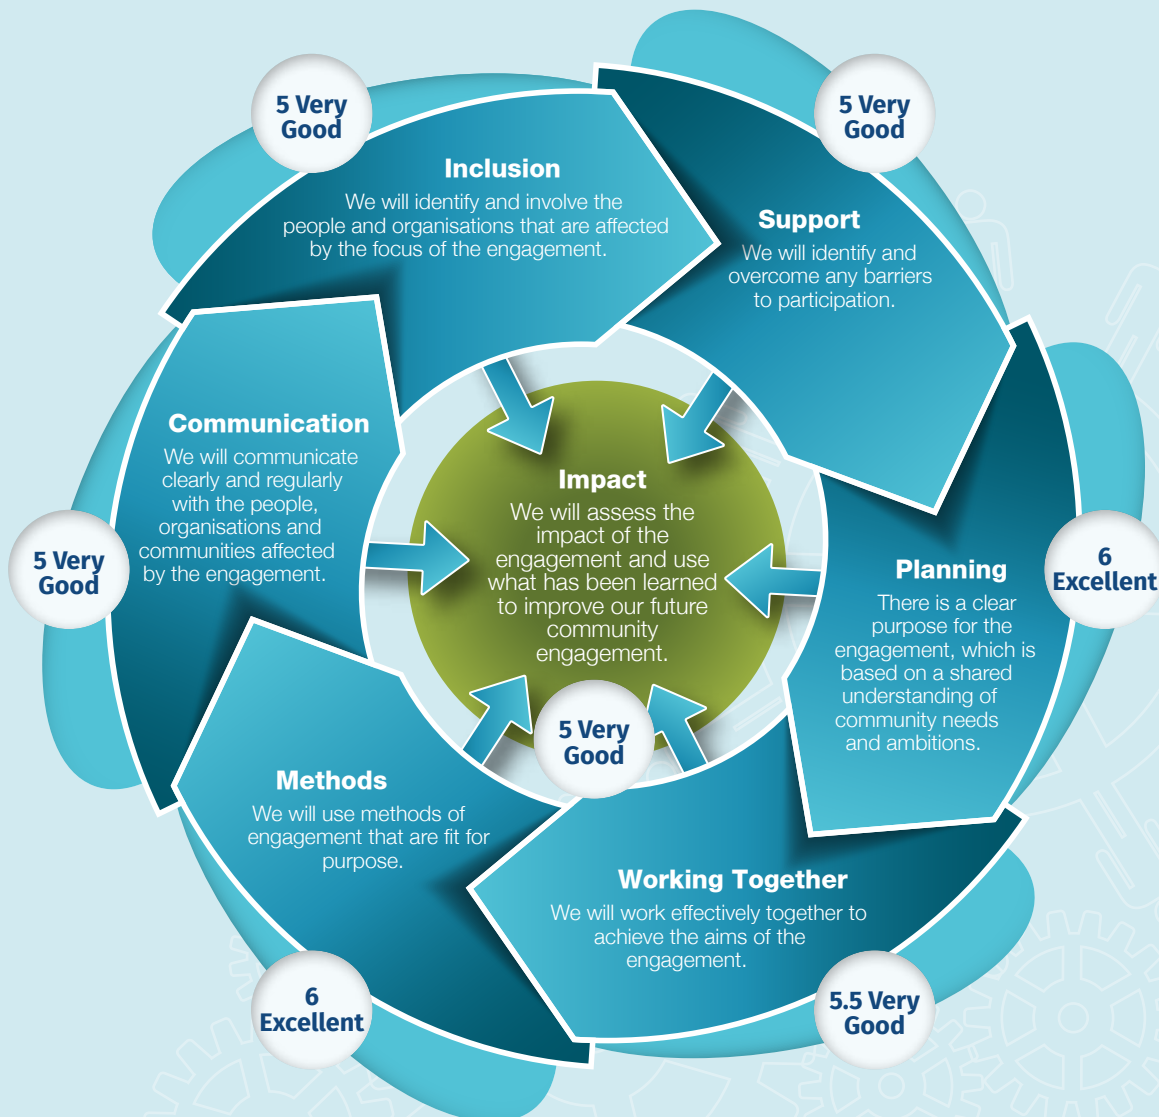 5 Very
Good
Inclusion
We will identify and involve the
people and organisations that are affected
by the focus of the engagement.
5 Very
Good
Support
We will identify and
overcome any barriers
to participation.
6
Excellent
Planning
There is a clear
purpose for the
engagement, which is
based on a shared
understanding of
community needs
and ambitions.
5.5 Very
Good
Working Together
We will work effectively together to
achieve the aims of the
engagement.
6
Excellent
Methods
We will use methods of
engagement that are fit for
purpose.
5 Very
Good
Communication
We will communicate
clearly and regularly
with the people,
organisations and
communities affected
by the engagement.
Impact
We will assess the
impact of the
engagement and use
what has been learned
to improve our future
community
engagement.
5 Very
Good